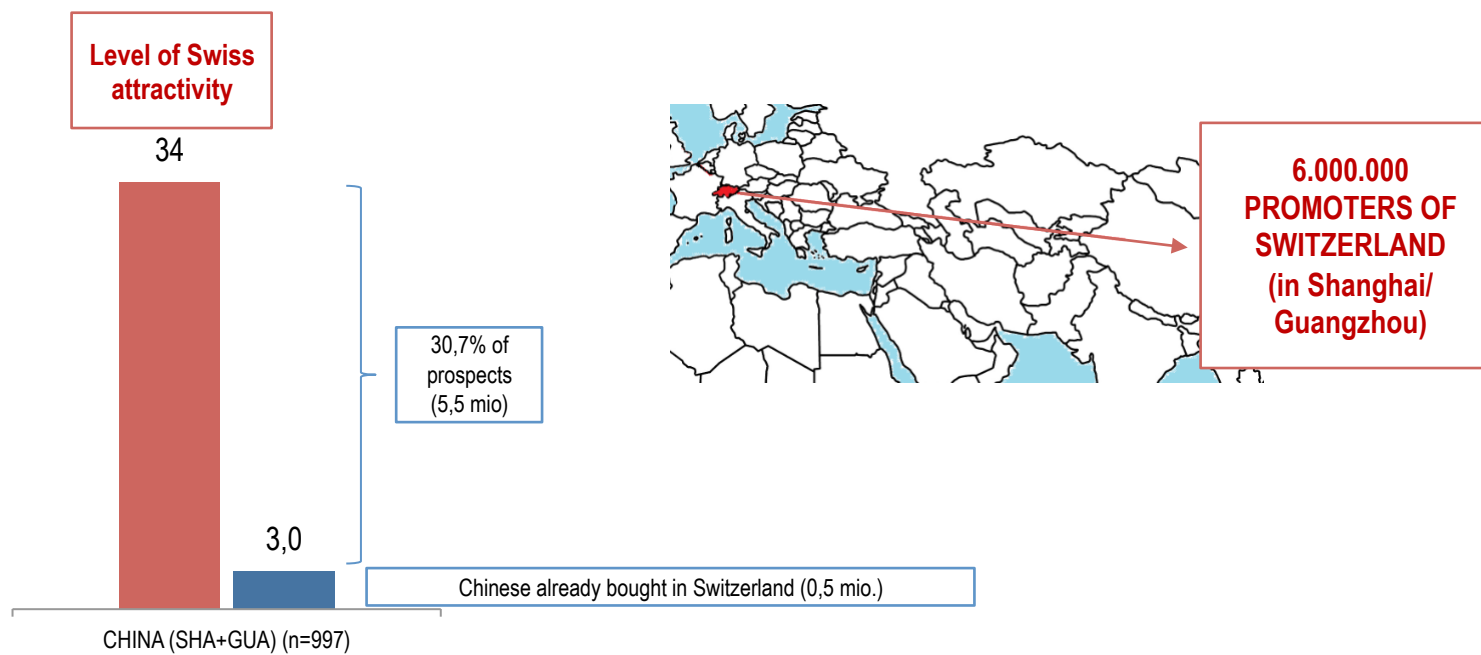 Level of Swiss
attractivity
34
3,0
30,7% of
prospects
(5,5 mio)
Chinese already bought in Switzerland (0,5 mio.)
CHINA (SHA+GUA) (n=997)
6.000.000
PROMOTERS OF
SWITZERLAND
(in Shanghai/
Guangzhou)